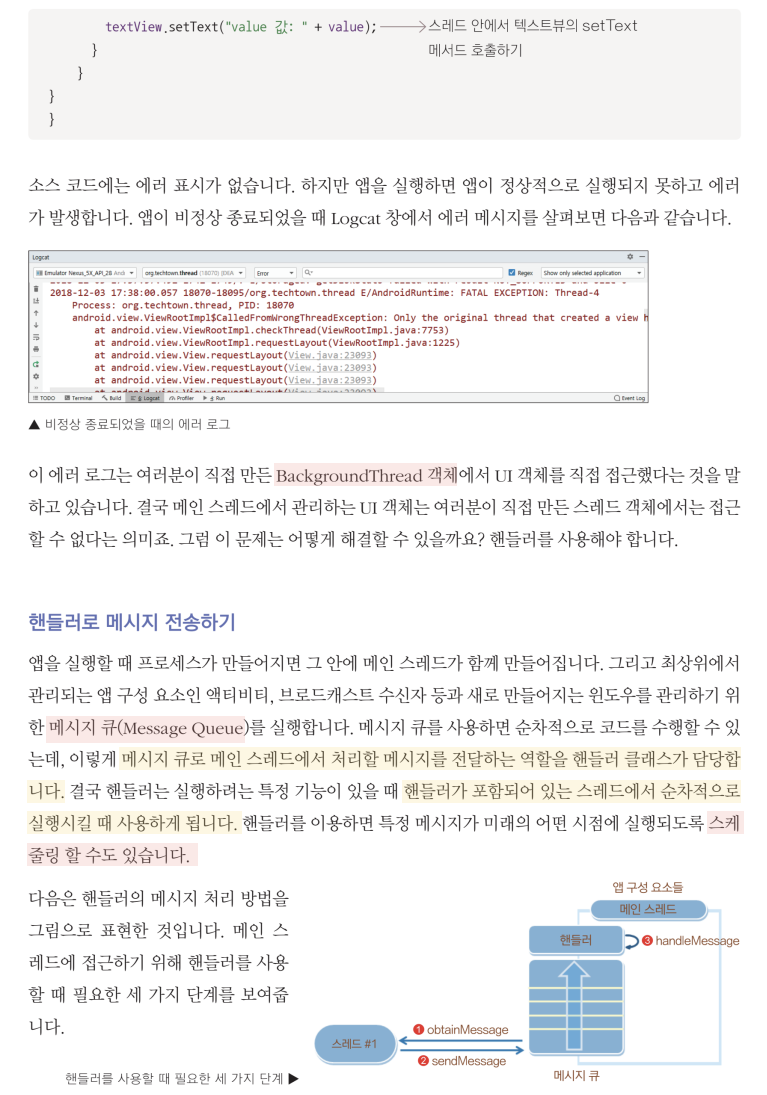 textView.setText("value 값: " + value);
스레드 안에서 텍스트뷰의 setText
메서드 호출하기
}
}
}
}
소스 코드에는 에러 표시가 없습니다. 하지만 앱을 실행하면 앱이 정상적으로 실행되지 못하고 에러
가 발생합니다. 앱이 비정상 종료되었을 때 Logcat 창에서 에러 메시지를 살펴보면 다음과 같습니다.
Logcat
Emulator Nexus_5X_API_28 Andr org.techtown.thread (18070) [DEA Error Regex Show only selected application
2018-12-03 17:38:00.057 18070-18095/org.techtown.thread E/AndroidRuntime: FATAL EXCEPTION: Thread-4
Process: org.techtown.thread, PID: 18070
android.view.ViewRootImpl$CalledFromWrongThreadException: Only the original thread that created a view h
at android.view.ViewRootImpl.checkThread(ViewRootImpl.java:7753)
at android.view.ViewRootImpl.requestLayout(ViewRootImpl.java:1225)
at android.view.View.requestLayout(View.java:23093)
at android.view.View.requestLayout(View.java:23093)
at android.view.View.requestLayout(View.java:23093)
TODO Terminal Build 6: Logcat Profiler 4: Run Event Log
▲ 비정상 종료되었을 때의 에러 로그
이 에러 로그는 여러분이 직접 만든 BackgroundThread 객체에서 UI 객체를 직접 접근했다는 것을 말
하고 있습니다. 결국 메인 스레드에서 관리하는 UI 객체는 여러분이 직접 만든 스레드 객체에서는 접근
할 수 없다는 의미죠. 그럼 이 문제는 어떻게 해결할 수 있을까요? 핸들러를 사용해야 합니다.
핸들러로 메시지 전송하기
앱을 실행할 때 프로세스가 만들어지면 그 안에 메인 스레드가 함께 만들어집니다. 그리고 최상위에서
관리되는 앱 구성 요소인 액티비티, 브로드캐스트 수신자 등과 새로 만들어지는 윈도우를 관리하기 위
한 메시지 큐(Message Queue)를 실행합니다. 메시지 큐를 사용하면 순차적으로 코드를 수행할 수 있
는데, 이렇게 메시지 큐로 메인 스레드에서 처리할 메시지를 전달하는 역할을 핸들러 클래스가 담당합
니다. 결국 핸들러는 실행하려는 특정 기능이 있을 때 핸들러가 포함되어 있는 스레드에서 순차적으로
실행시킬 때 사용하게 됩니다. 핸들러를 이용하면 특정 메시지가 미래의 어떤 시점에 실행되도록 스케
줄링 할 수도 있습니다.
다음은 핸들러의 메시지 처리 방법을
그림으로 표현한 것입니다. 메인 스
레드에 접근하기 위해 핸들러를 사용
할 때 필요한 세 가지 단계를 보여줍
니다.
핸들러를 사용할 때 필요한 세 가지 단계 ▶
앱 구성 요소들
메인 스레드
핸들러
3 handleMessage
1 obtainMessage
스레드 #1
2 sendMessage
메시지 큐